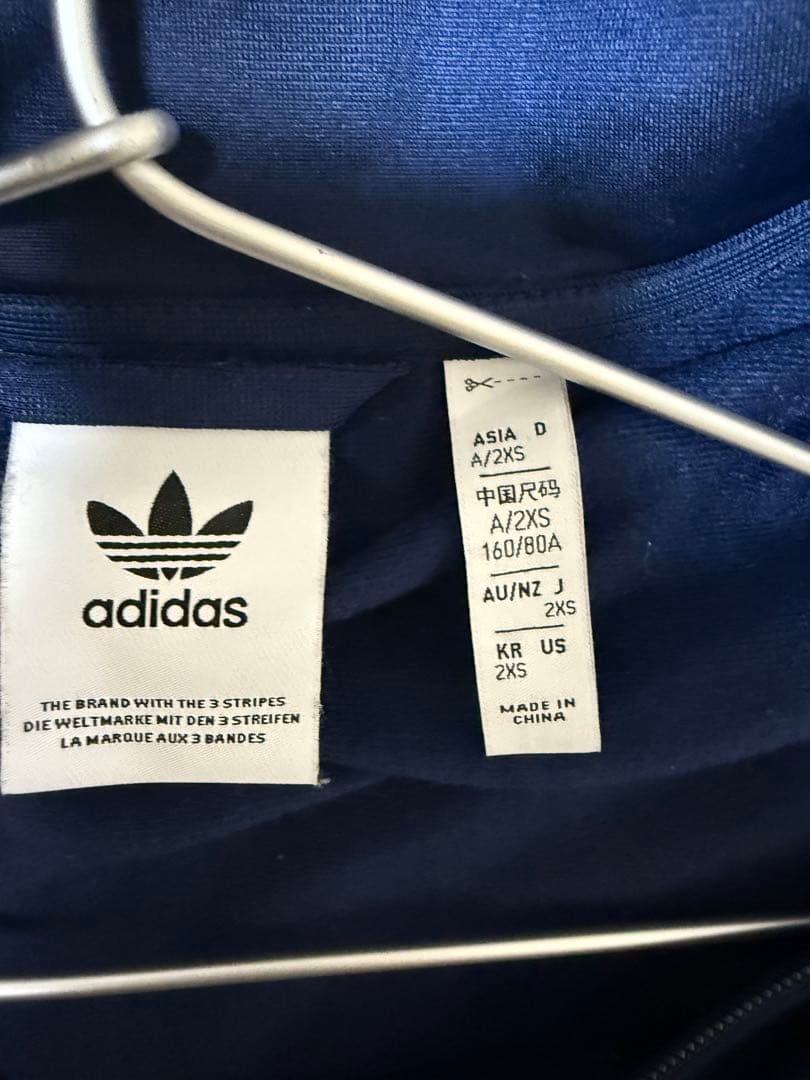 adidas
THE BRAND WITH THE 3 STRIPES
DIE WELTMARKE MIT DEN 3 STREIFEN
LA MARQUE AUX 3 BANDES
ASIA D
A/2XS
中国尺码
A/2XS
160/80A
AU/NZ J
2XS
KR US
2XS
MADE IN
CHINA